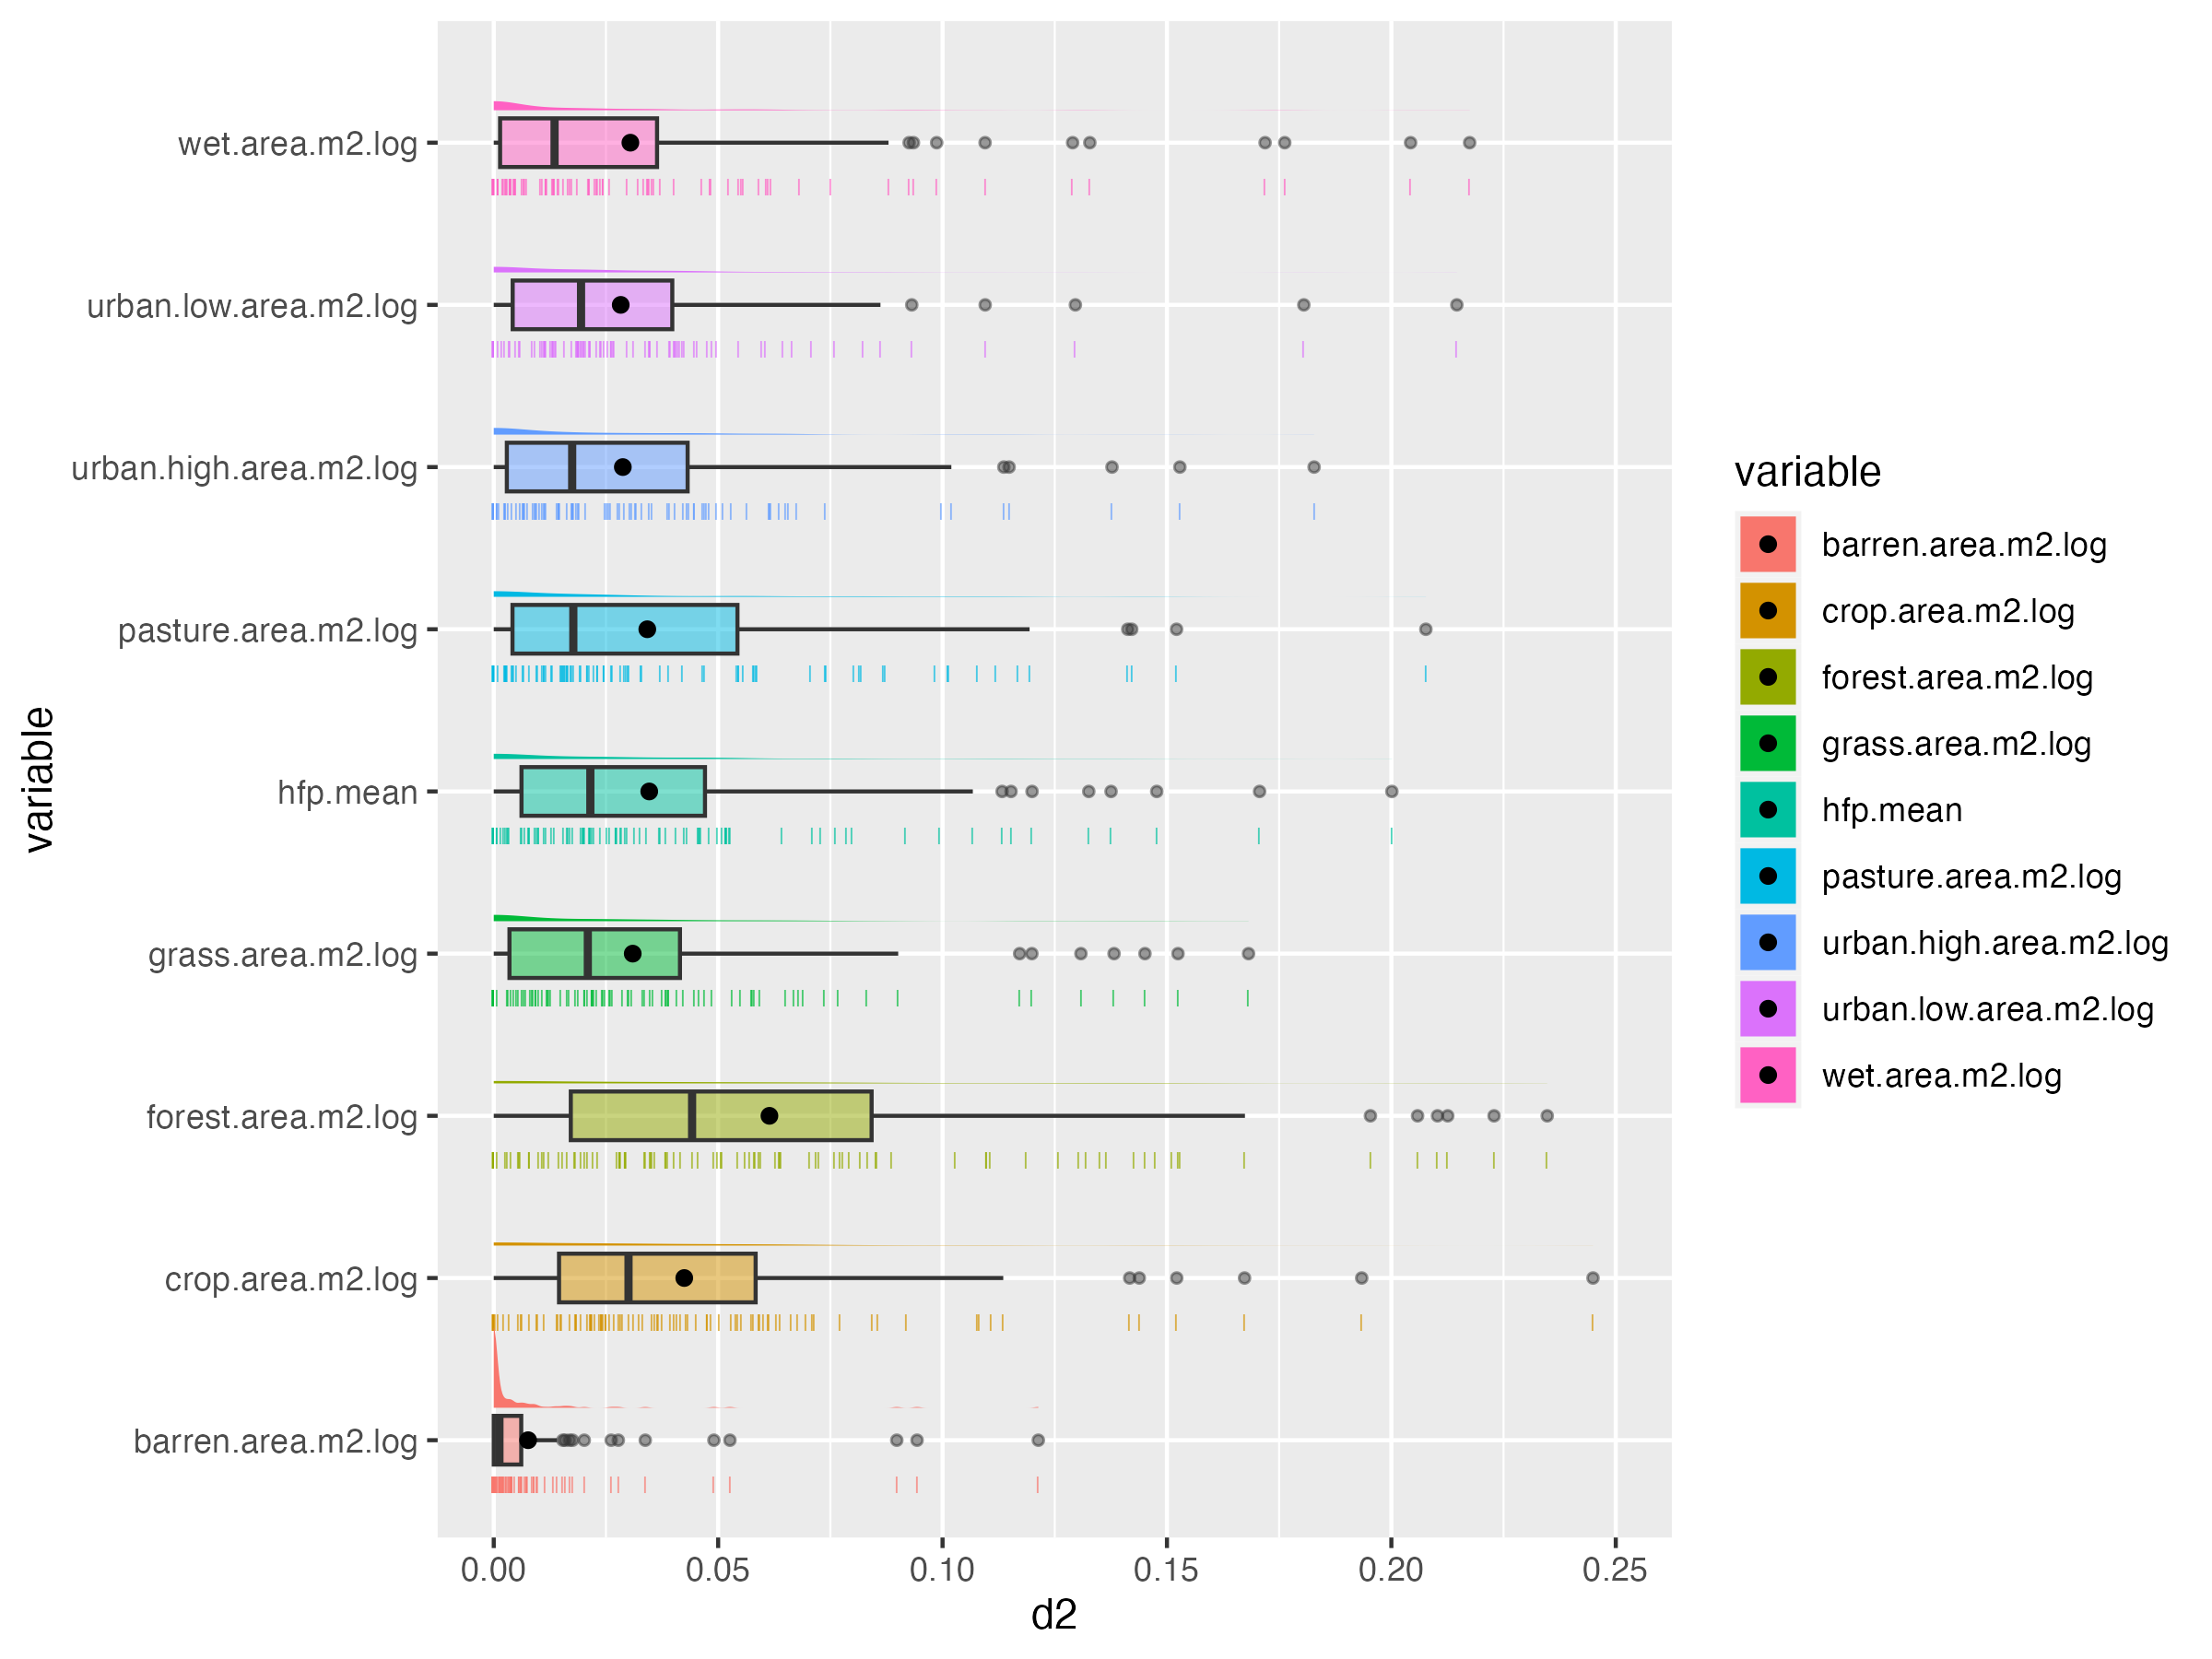 variable
wet.area.m2.log
urban.low.area.m2.log
urban.high.area.m2.log
pasture.area.m2.log
hfp.mean
grass.area.m2.log
forest.area.m2.log
crop.area.m2.log
barren.area.m2.log
0.00 0.05 0.10 0.15 0.20 0.25
d2
variable
barren.area.m2.log
crop.area.m2.log
forest.area.m2.log
grass.area.m2.log
hfp.mean
pasture.area.m2.log
urban.high.area.m2.log
urban.low.area.m2.log
wet.area.m2.log